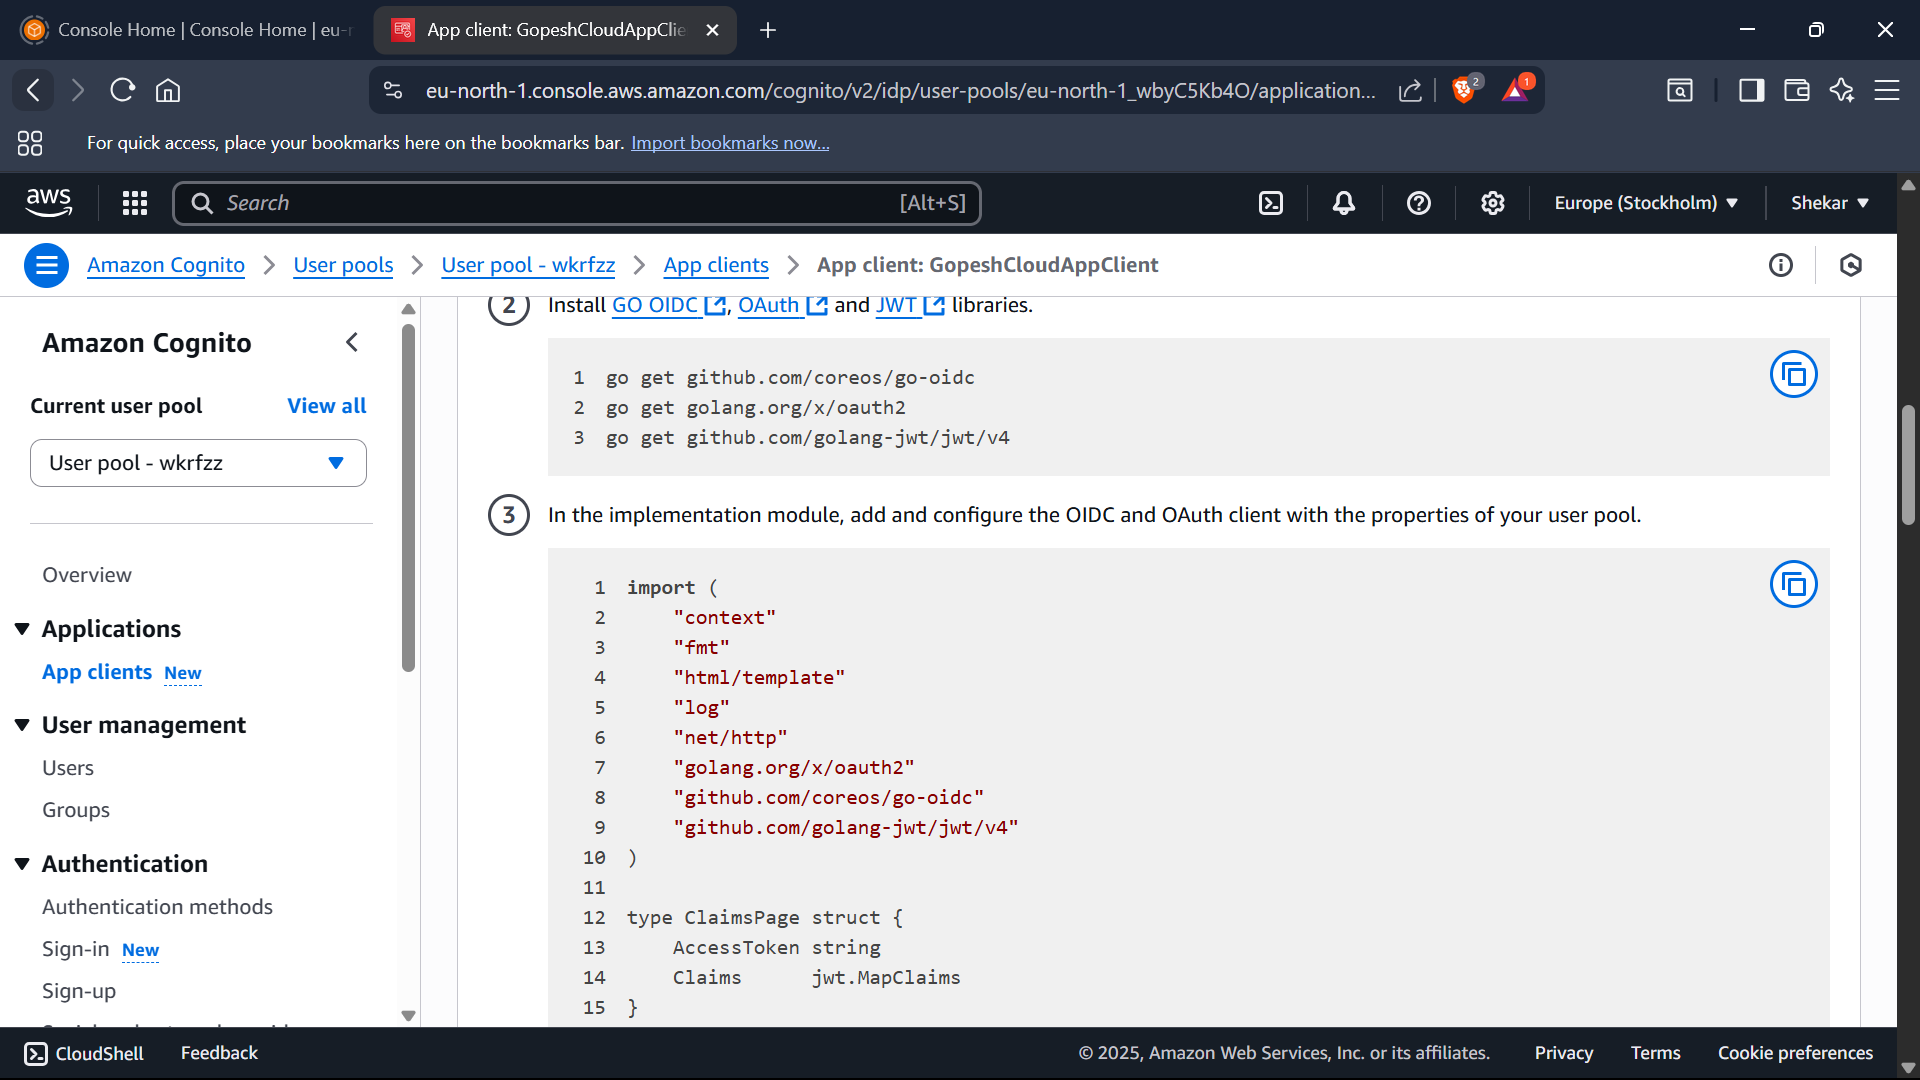 Console Home | Console Home | eu-
App client: GopeshCloudAppClie
eu-north-1.console.aws.amazon.com/cognito/v2/idp/user-pools/eu-north-1_wbyC5Kb4O/application...
2
1
For quick access, place your bookmarks here on the bookmarks bar. Import bookmarks now...
aws
Search
[Alt+S]
Europe (Stockholm)
Shekar
Amazon Cognito
User pools
User pool - wkrfzz
App clients
App client: GopeshCloudAppClient
Amazon Cognito
Current user pool
View all
User pool - wkrfzz
Overview
Applications
App clients New
User management
Users
Groups
Authentication
Authentication methods
Sign-in New
Sign-up
2 Install GO OIDC, OAuth and JWT libraries.
1 go get github.com/coreos/go-oidc
2 go get golang.org/x/oauth2
3 go get github.com/golang-jwt/jwt/v4
3 In the implementation module, add and configure the OIDC and OAuth client with the properties of your user pool.
1 import (
2 "context"
3 "fmt"
4 "html/template"
5 "log"
6 "net/http"
7 "golang.org/x/oauth2"
8 "github.com/coreos/go-oidc"
9 "github.com/golang-jwt/jwt/v4"
10 )
11
12 type ClaimsPage struct {
13 AccessToken string
14 Claims jwt.MapClaims
15 }
CloudShell
Feedback
© 2025, Amazon Web Services, Inc. or its affiliates.
Privacy
Terms
Cookie preferences